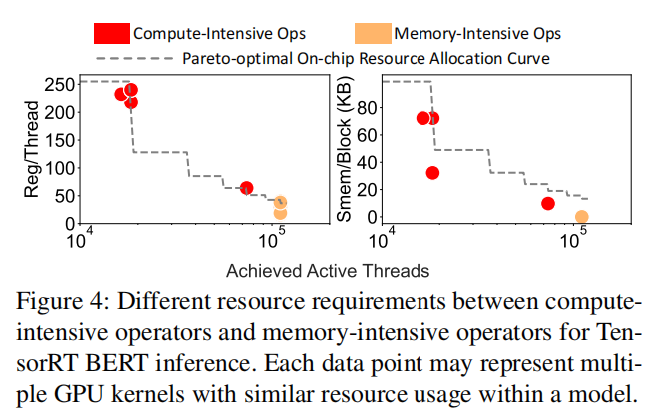 Compute-Intensive Ops Memory-Intensive Ops
Pareto-optimal On-chip Resource Allocation Curve
Reg/Thread
250
200
150
100
50
0
10^4 10^5
Smem/Block (KB)
80
60
40
20
0
10^4 10^5
Achieved Active Threads
Figure 4: Different resource requirements between compute-
intensive operators and memory-intensive operators for Ten-
sorRT BERT inference. Each data point may represent multi-
ple GPU kernels with similar resource usage within a model.